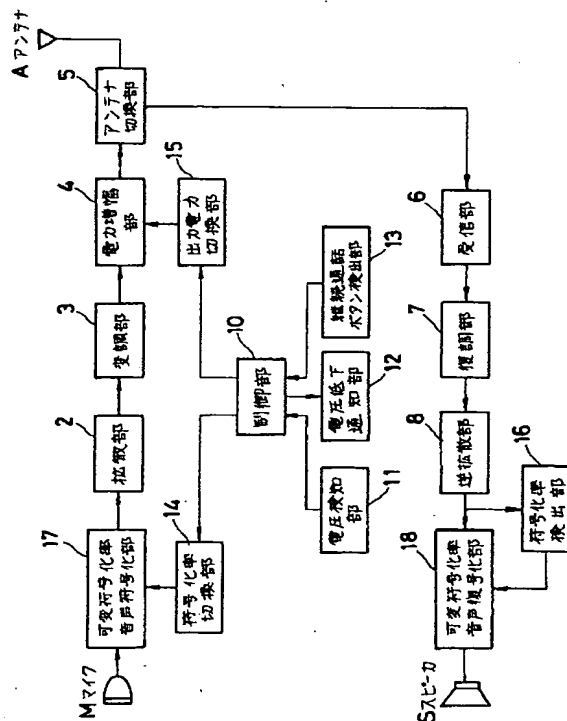 A アンテナ
5
アンテナ
切換部
4
電力増幅
部
15
出力電力
切換部
3
変調部
2
拡散部
17
可変符号化率
音声符号化部
M マイク
14
符号化率
切換部
10
制御部
13
継続通話
ボタン検出部
12
電圧低下
通知部
11
電圧検知
部
6
受信部
7
復調部
8
逆拡散部
16
符号化率
検出部
18
可変符号化率
音声復号化部
S スピーカ